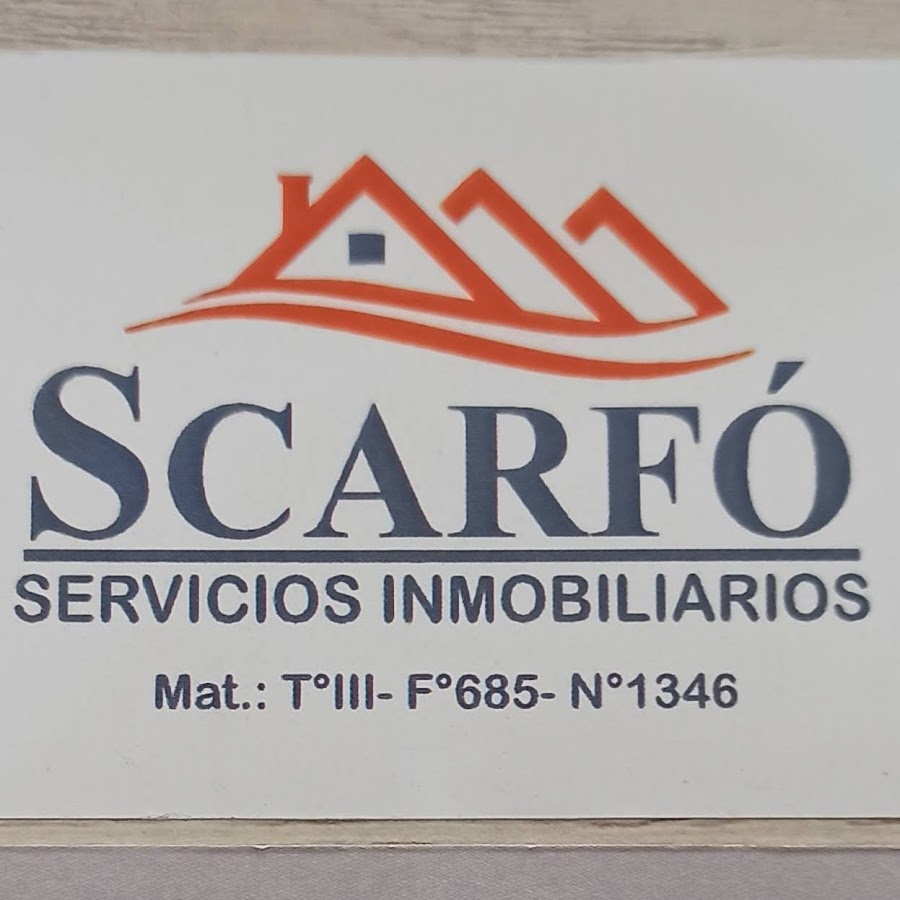 SCARFÓ
SERVICIOS INMOBILIARIOS
Mat.: T°III- F°685- N°1346